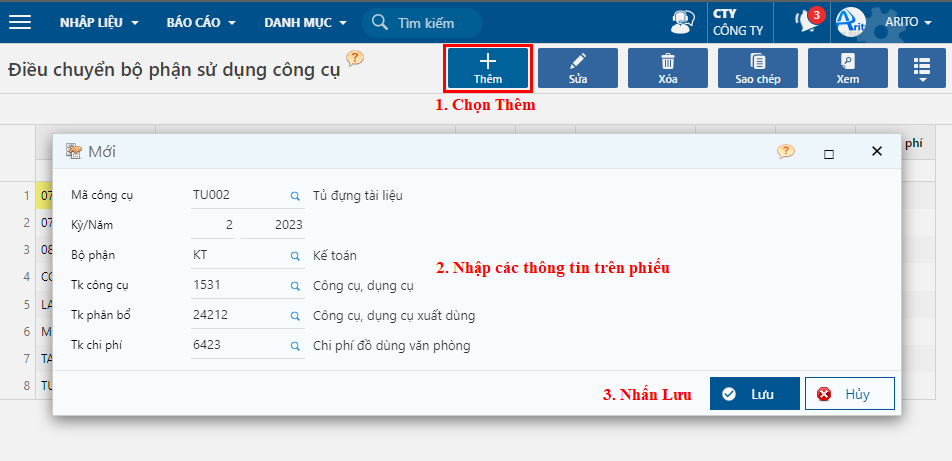 NHẬP LIỆU BÁO CÁO DANH MỤC Tìm kiếm CTY CÔNG TY 3 Arito ARITO
Điều chuyển bộ phận sử dụng công cụ ? Thêm Sửa Xóa Sao chép Xem
1. Chọn Thêm
phí
Mới ?
1 07
2 07
3 08
4 CC
5 LA
6 M
7 TA
8 TU
Mã công cụ TU002 Tủ đựng tài liệu
Kỳ/Năm 2 2023
Bộ phận KT Kế toán
2. Nhập các thông tin trên phiếu
Tk công cụ 1531 Công cụ, dụng cụ
Tk phân bổ 24212 Công cụ, dụng cụ xuất dùng
Tk chi phí 6423 Chi phí đồ dùng văn phòng
3. Nhấn Lưu Lưu Hủy